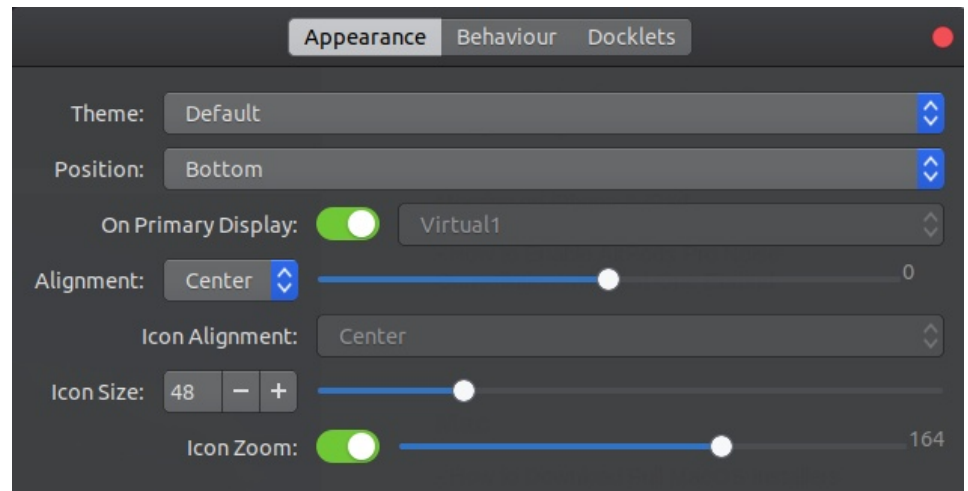 Appearance Behaviour Docklets
Theme: Default
Position: Bottom
On Primary Display: Virtual1
Alignment: Center 0
Icon Alignment: Center
Icon Size: 48 − +
Icon Zoom: 164